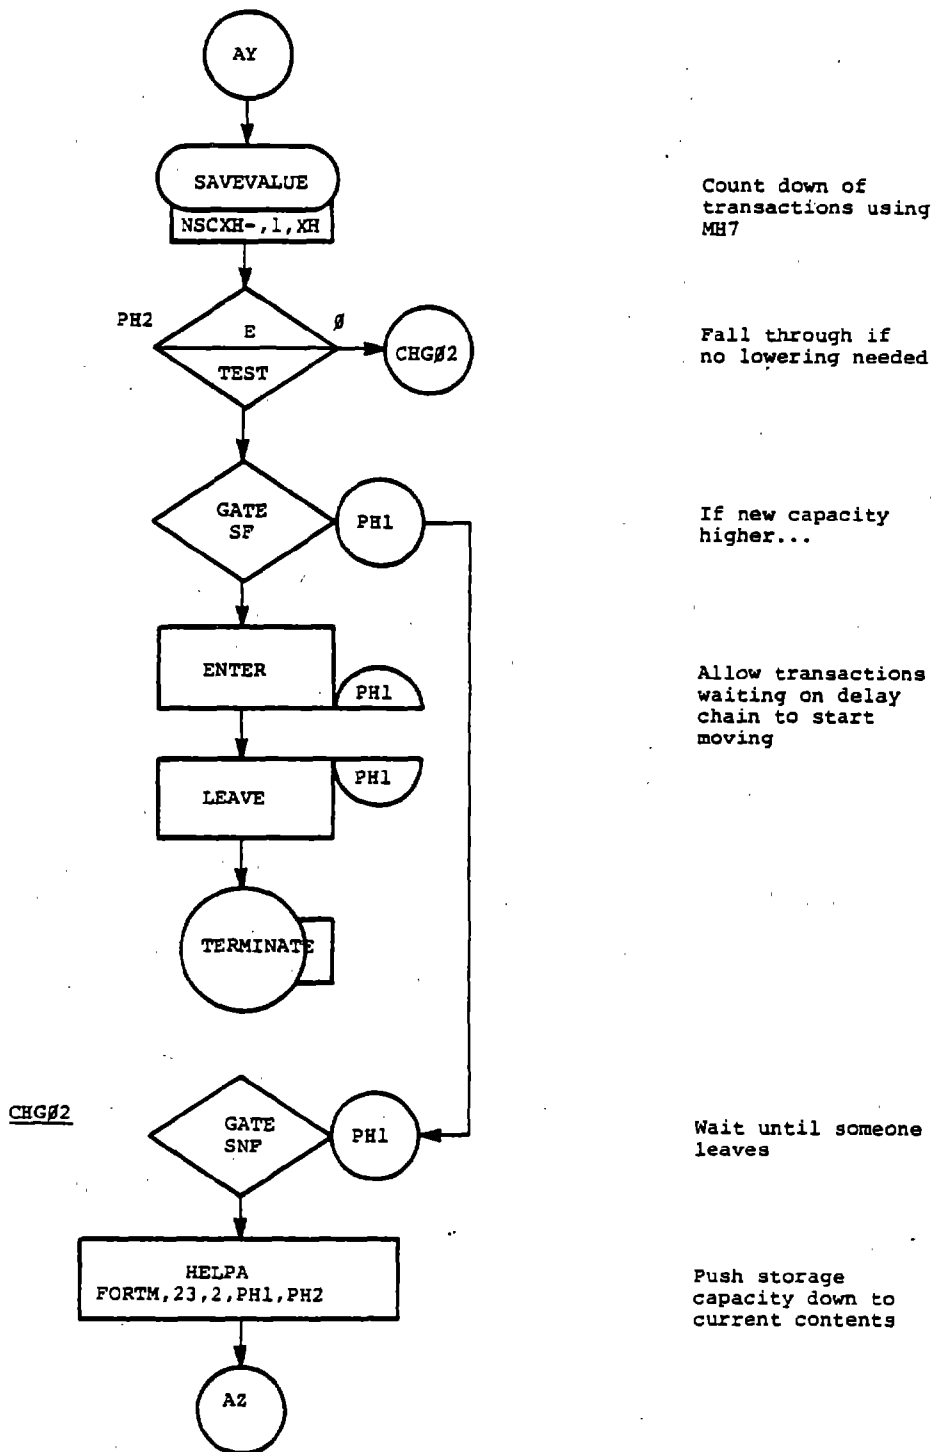 AY
SAVEVALUE
NSCXH-,1,XH
Count down of
transactions using
MH7
PH2
E
Ø
TEST
CHGØ2
Fall through if
no lowering needed
GATE
SF
PH1
If new capacity
higher...
ENTER
PH1
Allow transactions
waiting on delay
chain to start
moving
LEAVE
PH1
TERMINATE
CHGØ2
GATE
SNF
PH1
Wait until someone
leaves
HELPA
FORTM,23,2,PH1,PH2
Push storage
capacity down to
current contents
AZ